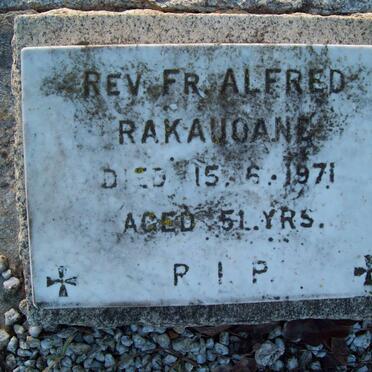 REV. FR. ALFRED
RAKAUOANE
DIED 15.6.1971
AGED 51.YRS.
R I P